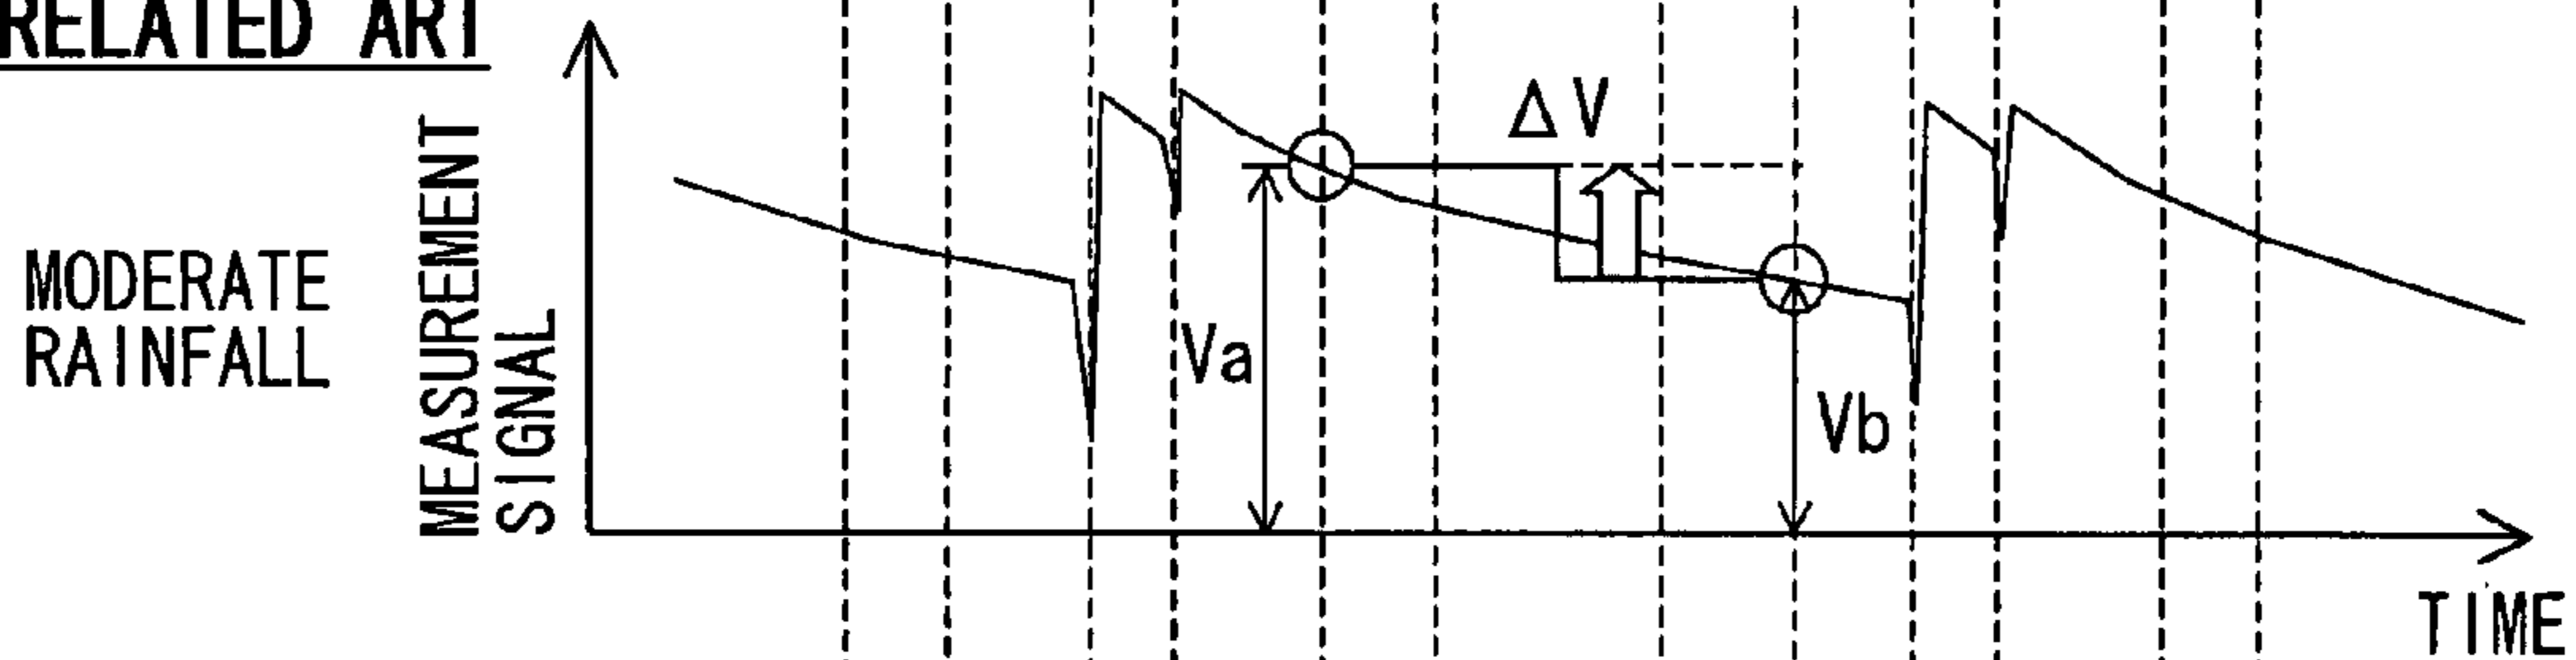 RELATED ART
MODERATE
RAINFALL
MEASUREMENT
SIGNAL
ΔV
Va
Vb
TIME